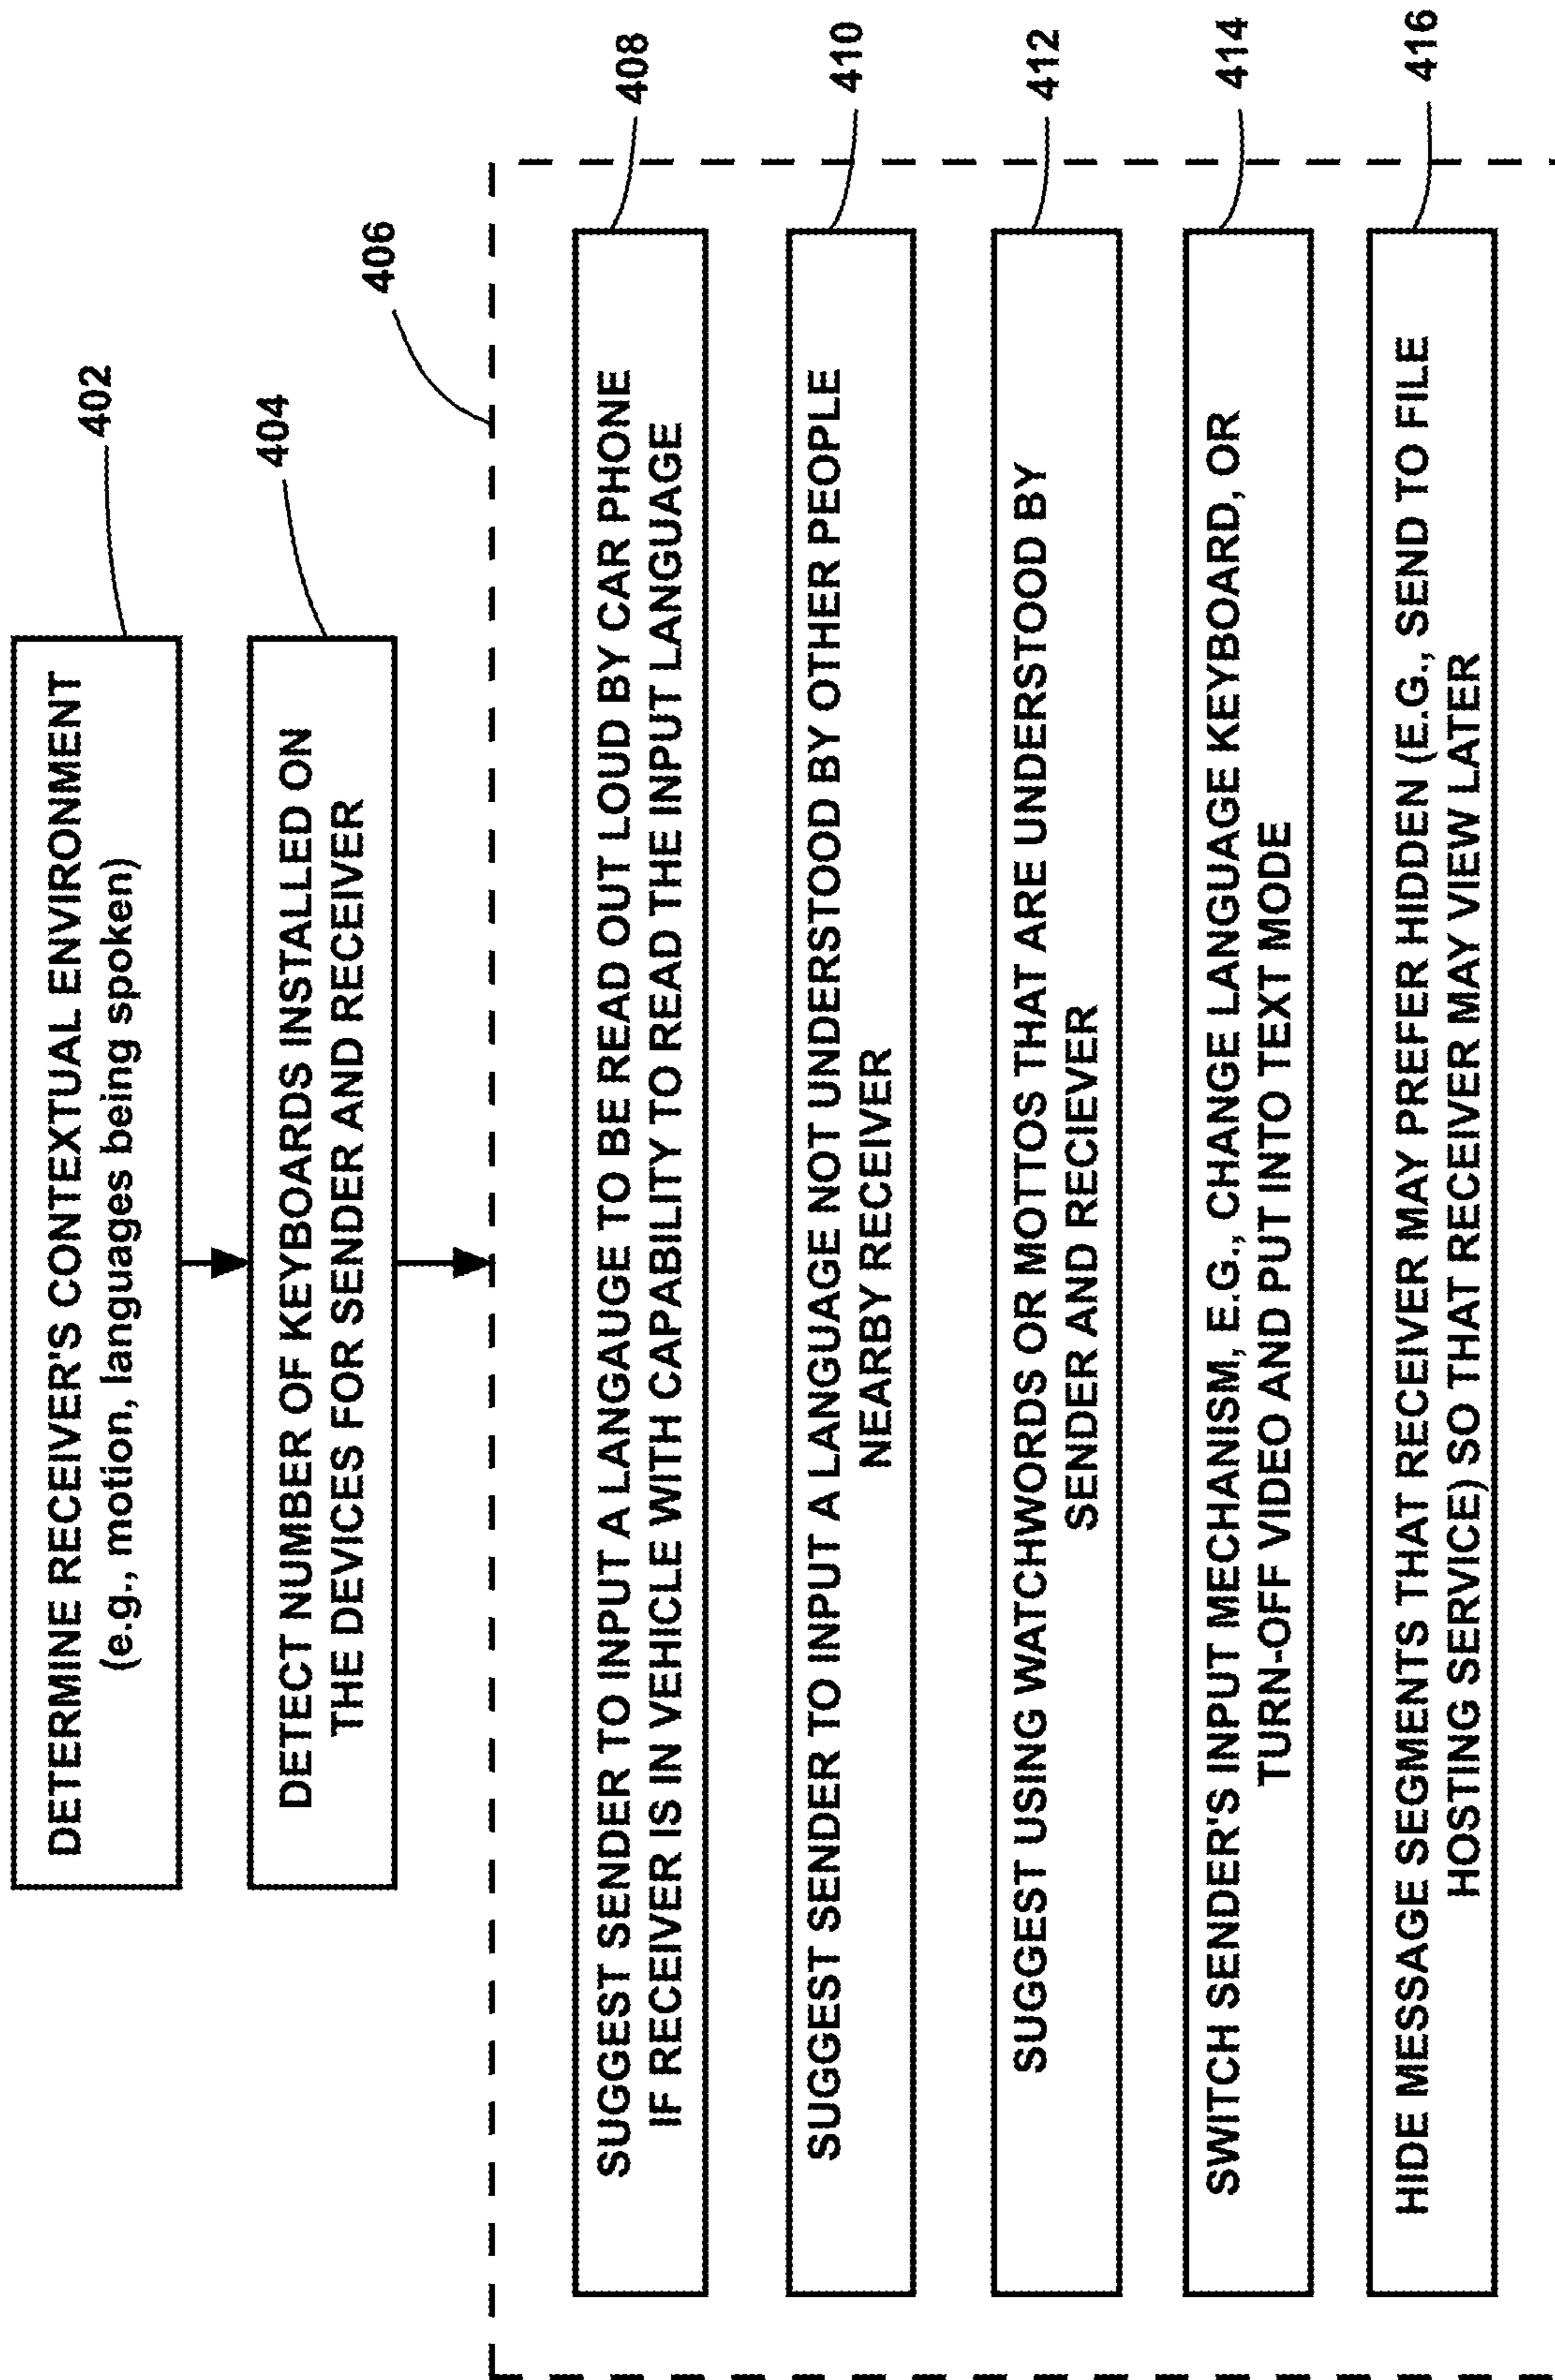 DETERMINE RECEIVER'S CONTEXTUAL ENVIRONMENT
(e.g., motion, languages being spoken)
402
DETECT NUMBER OF KEYBOARDS INSTALLED ON
THE DEVICES FOR SENDER AND RECEIVER
404
406
SUGGEST SENDER TO INPUT A LANGAUGE TO BE READ OUT LOUD BY CAR PHONE
IF RECEIVER IS IN VEHICLE WITH CAPABILITY TO READ THE INPUT LANGUAGE
408
SUGGEST SENDER TO INPUT A LANGUAGE NOT UNDERSTOOD BY OTHER PEOPLE
NEARBY RECEIVER
410
SUGGEST USING WATCHWORDS OR MOTTOS THAT ARE UNDERSTOOD BY
SENDER AND RECIEVER
412
SWITCH SENDER'S INPUT MECHANISM, E.G., CHANGE LANGUAGE KEYBOARD, OR
TURN-OFF VIDEO AND PUT INTO TEXT MODE
414
HIDE MESSAGE SEGMENTS THAT RECEIVER MAY PREFER HIDDEN (E.G., SEND TO FILE
HOSTING SERVICE) SO THAT RECEIVER MAY VIEW LATER
416